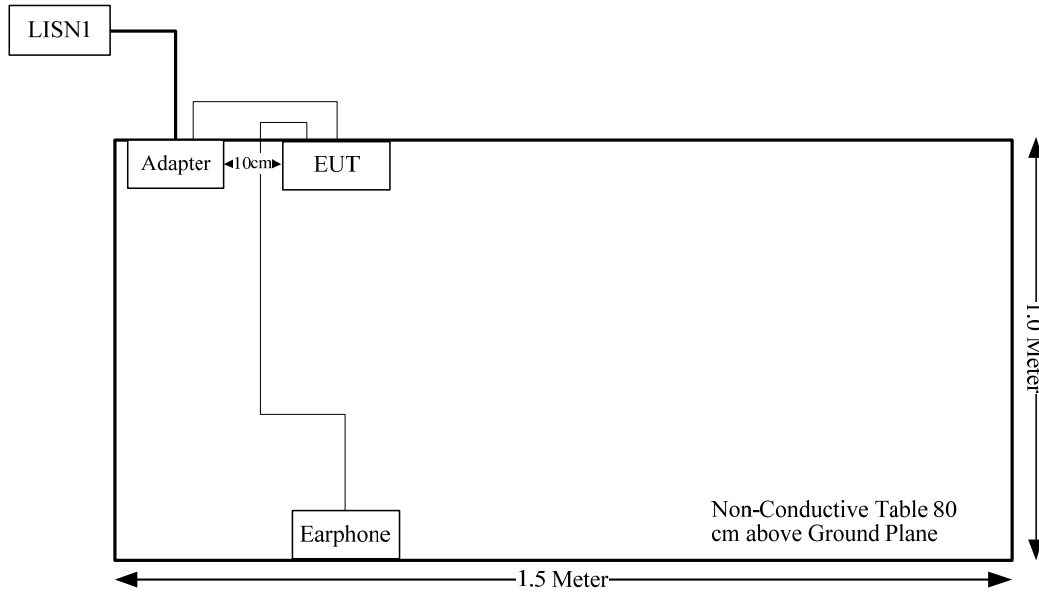 LISN1
Adapter
10cm
EUT
1.0 Meter
Earphone
Non-Conductive Table 80
cm above Ground Plane
1.5 Meter